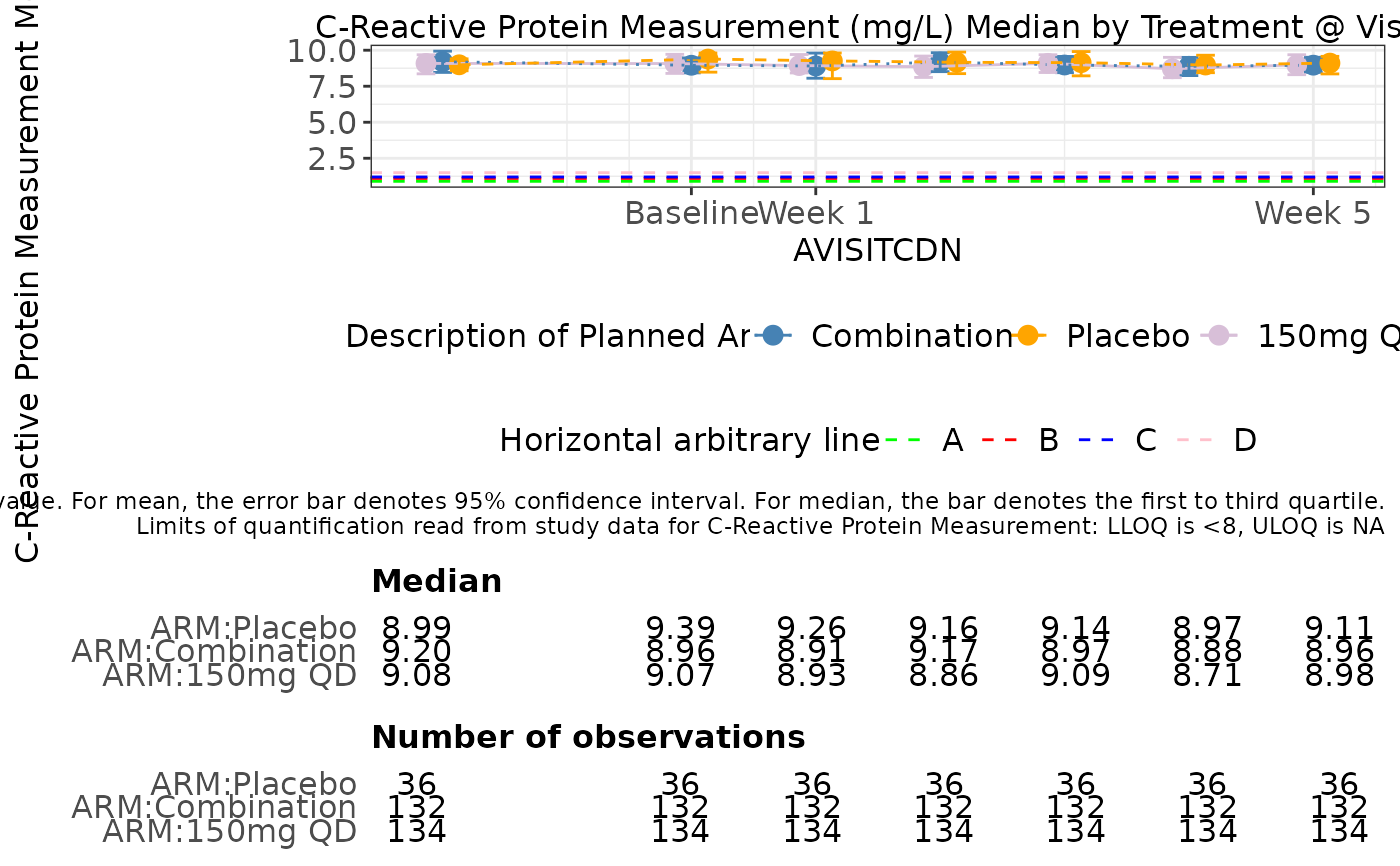 C-Reactive Protein Measurement (mg/L) Median by Treatment @ Vis
C-Reactive Protein Measurement M
10.0
7.5
5.0
2.5
Baseline Week 1 Week 5
AVISITCDN
Description of Planned Ar Combination Placebo 150mg Q
Horizontal arbitrary line A B C D
For mean, the error bar denotes 95% confidence interval. For median, the bar denotes the first to third quartile.
Limits of quantification read from study data for C-Reactive Protein Measurement: LLOQ is <8, ULOQ is NA
Median
ARM:Placebo 8.99 9.39 9.26 9.16 9.14 8.97 9.11
ARM:Combination 9.20 8.96 8.91 9.17 8.97 8.88 8.96
ARM:150mg QD 9.08 9.07 8.93 8.86 9.09 8.71 8.98
Number of observations
ARM:Placebo 36 36 36 36 36 36 36
ARM:Combination 132 132 132 132 132 132 132
ARM:150mg QD 134 134 134 134 134 134 134